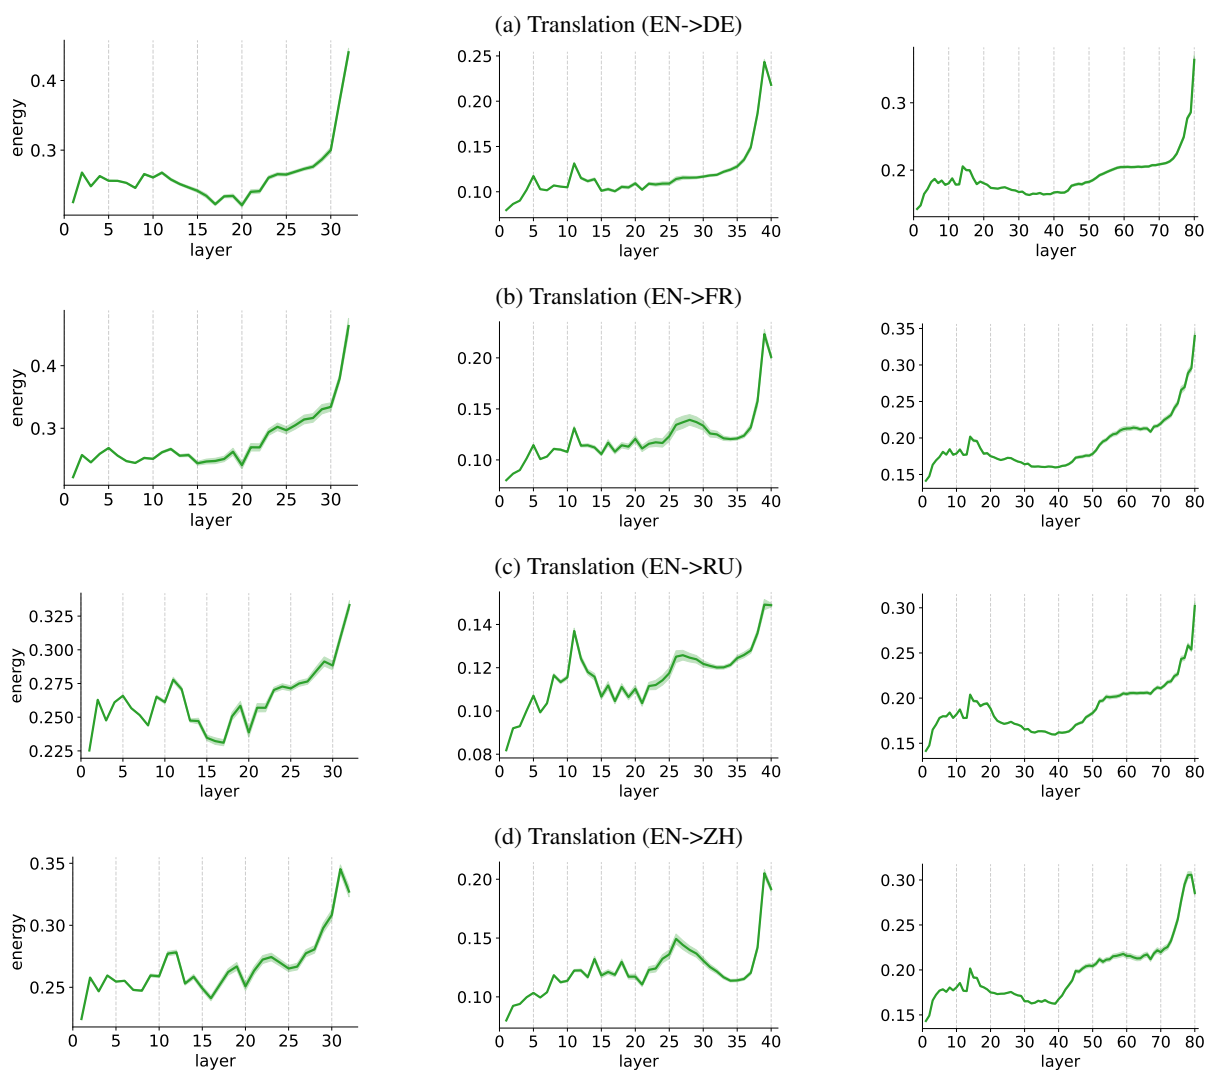 (a) Translation (EN->DE)
energy
0.4
0.3
0 5 10 15 20 25 30
layer
0.25
0.20
0.15
0.10
0 5 10 15 20 25 30 35 40
layer
0.3
0.2
0 10 20 30 40 50 60 70 80
layer
(b) Translation (EN->FR)
energy
0.4
0.3
0 5 10 15 20 25 30
layer
0.20
0.15
0.10
0 5 10 15 20 25 30 35 40
layer
0.35
0.30
0.25
0.20
0.15
0 10 20 30 40 50 60 70 80
layer
(c) Translation (EN->RU)
energy
0.325
0.300
0.275
0.250
0.225
0 5 10 15 20 25 30
layer
0.14
0.12
0.10
0.08
0 5 10 15 20 25 30 35 40
layer
0.30
0.25
0.20
0.15
0 10 20 30 40 50 60 70 80
layer
(d) Translation (EN->ZH)
energy
0.35
0.30
0.25
0 5 10 15 20 25 30
layer
0.20
0.15
0.10
0 5 10 15 20 25 30 35 40
layer
0.30
0.25
0.20
0.15
0 10 20 30 40 50 60 70 80
layer